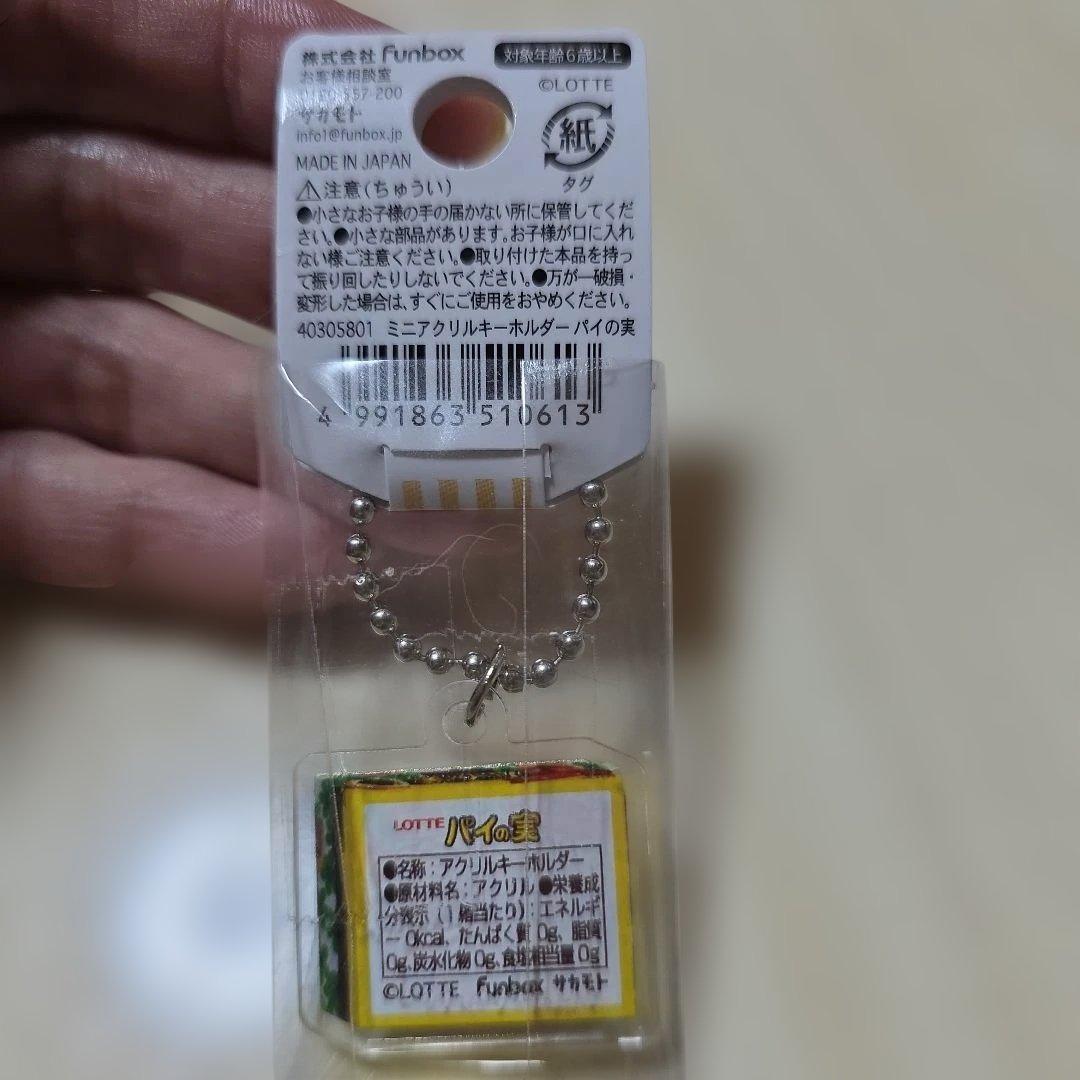 株式会社 Funbox
対象年齢6歳以上
お客様相談室
57-200
サカモト
info1@funbox.jp
©LOTTE
紙
タグ
MADE IN JAPAN
⚠注意(ちゅうい)
●小さなお子様の手の届かない所に保管してくだ
さい。●小さな部品があります。お子様が口に入れ
ない様ご注意ください。●取り付けた本品を持っ
て振り回したりしないでください。●万が一破損・
変形した場合は、すぐにご使用をおやめください。
40305801 ミニアクリルキーホルダー パイの実
4 991863 510613
LOTTE パイの実
●名称:アクリルキーホルダー
●原材料名:アクリル ●栄養成
分表示(1箱当たり):エネルギ
ー 0kcal、たんぱく質 0g、脂質
0g、炭水化物 0g、食塩相当量 0g
©LOTTE Funbox サカモト